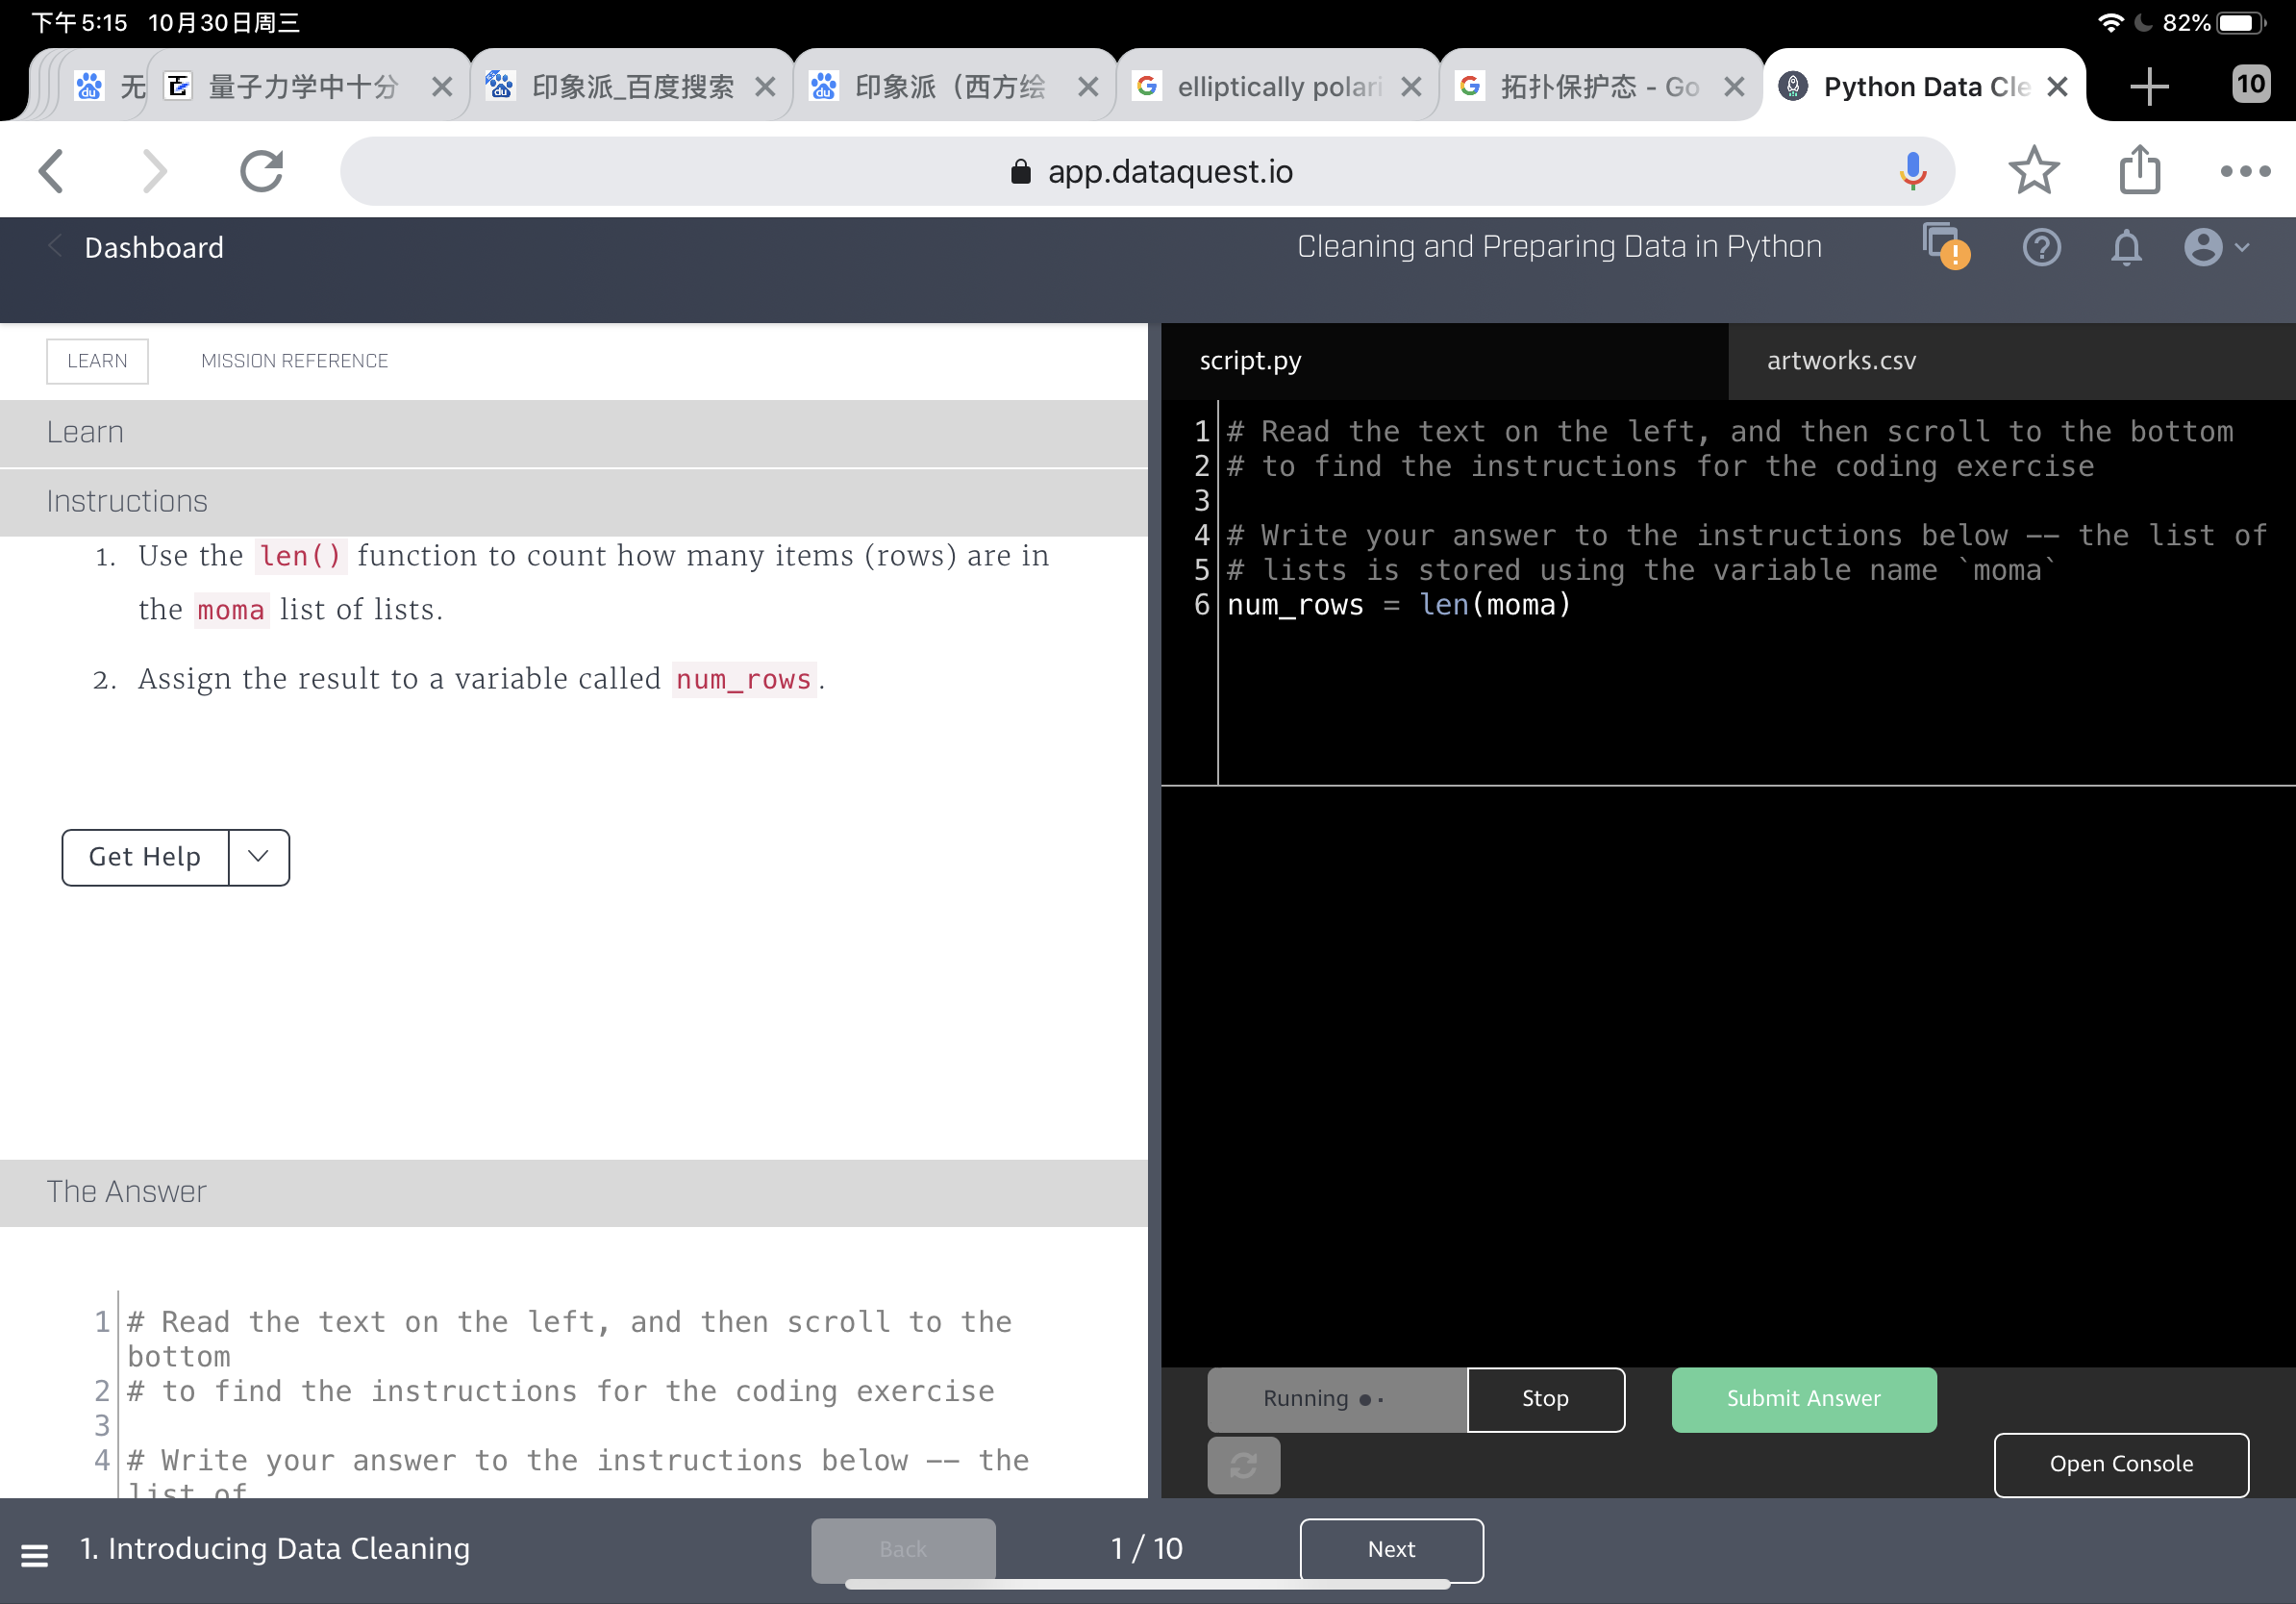 下午5:15 10月30日周三
82%
无
量子力学中十分
印象派_百度搜索
印象派（西方绘
elliptically polari
拓扑保护态 - Go
Python Data Cle
10
app.dataquest.io
Dashboard
Cleaning and Preparing Data in Python
LEARN
MISSION REFERENCE
Learn
Instructions
1. Use the len() function to count how many items (rows) are in
the moma list of lists.
2. Assign the result to a variable called num_rows.
Get Help
The Answer
1 # Read the text on the left, and then scroll to the
bottom
2 # to find the instructions for the coding exercise
3
4 # Write your answer to the instructions below -- the
list of
script.py
artworks.csv
1 # Read the text on the left, and then scroll to the bottom
2 # to find the instructions for the coding exercise
3
4 # Write your answer to the instructions below -- the list of
5 # lists is stored using the variable name `moma`
6 num_rows = len(moma)
Running
Stop
Submit Answer
Open Console
1. Introducing Data Cleaning
Back
1 / 10
Next